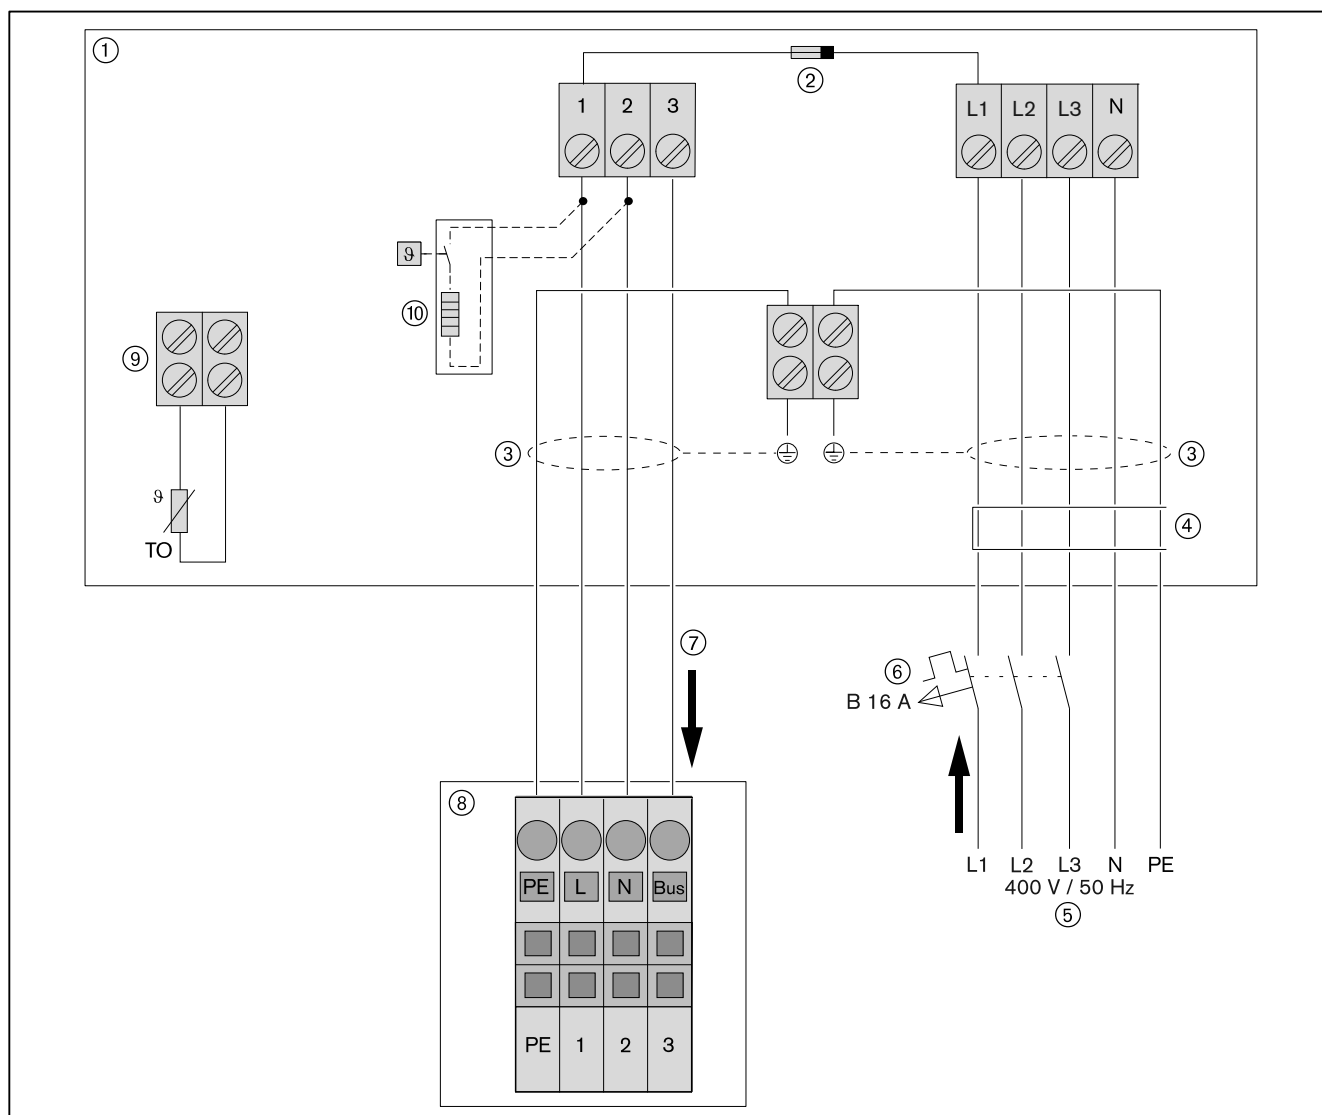 ①
②
1 2 3
L1 L2 L3 N
ϑ
⑩
⑨
③
③
ϑ
④
TO
⑦
⑥
B 16 A
⑧
L1 L2 L3 N PE
400 V / 50 Hz
⑤
PE L N Bus
PE 1 2 3